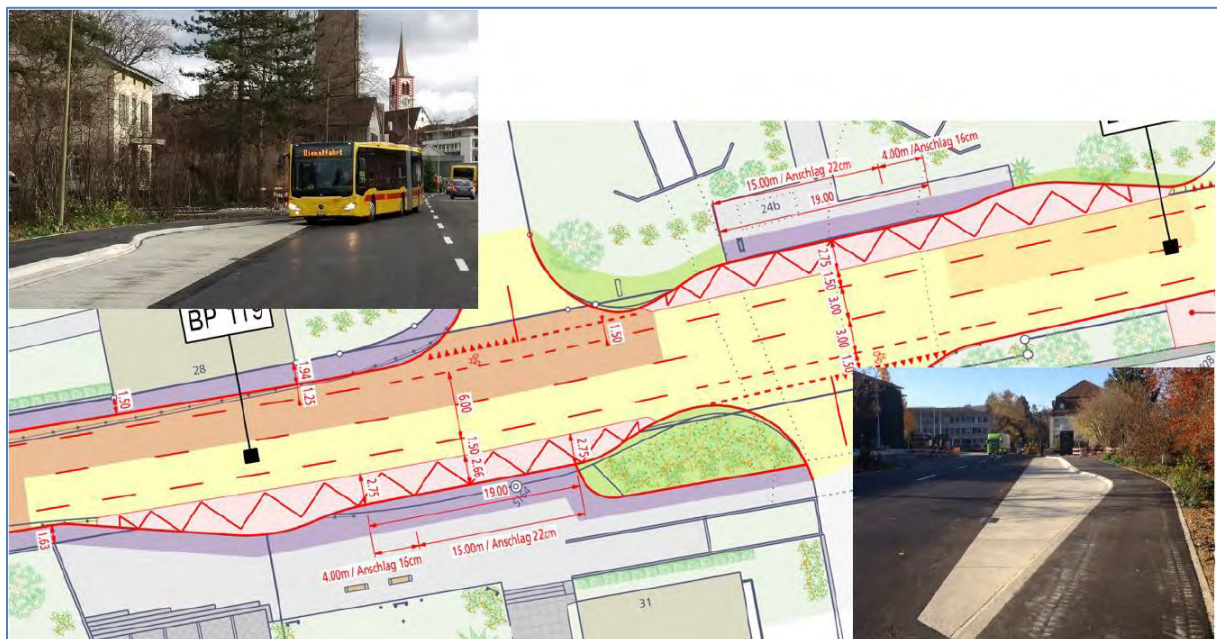 Dienstfahrt
4.00m / Anschlag 16cm
15.00m / Anschlag 22cm
24b
19.00
2.75
1.50
3.00
3.00
1.50
BP 119
28
1.94
1.25
1.50
1.50
6.00
1.50
2.66
2.75
2.75
19.00
1.63
15.00m / Anschlag 22cm
4.00m / Anschlag 16cm
31